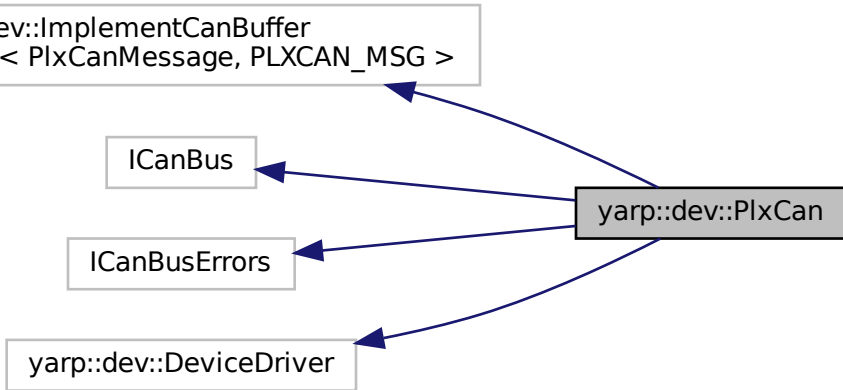 ev::ImplementCanBuffer
< PlxCanMessage, PLXCAN_MSG >
ICanBus
yarp::dev::PlxCan
ICanBusErrors
yarp::dev::DeviceDriver